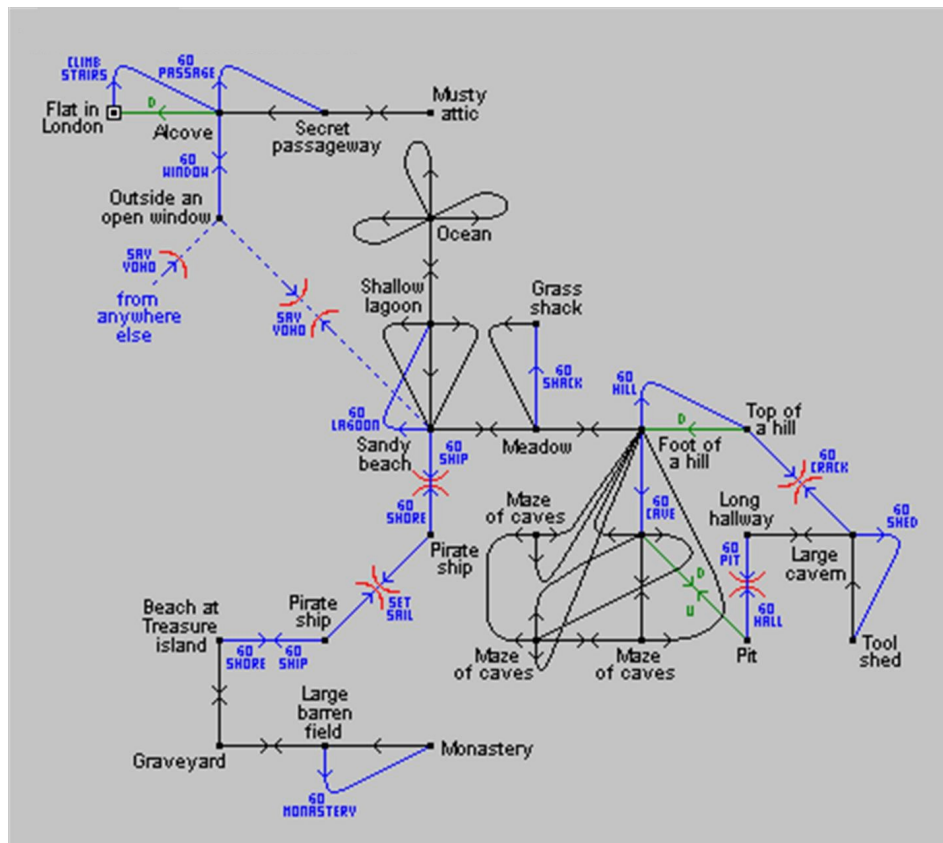 CLIMB
STAIRS
GO
PASSAGE
Musty
attic
Flat in
London
D
Alcove
Secret
passageway
GO
WINDOW
Outside an
open window
Ocean
SAY
YOHO
from
anywhere
else
SAY
YOHO
Shallow
lagoon
Grass
shack
GO
SHACK
GO
HILL
GO
LAGOON
Sandy
beach
GO
SHIP
Meadow
D
Foot of
a hill
Top of
a hill
GO
CRACK
GO
SHORE
Maze
of caves
GO
CAVE
Long
hallway
GO
SHED
Pirate
ship
GO
PIT
Large
cavern
D
U
SET
SAIL
GO
HALL
Beach at
Treasure
island
Pirate
ship
GO
SHORE
GO
SHIP
Maze
of caves
Maze
of caves
Pit
Tool
shed
Large
barren
field
Graveyard
Monastery
GO
MONASTERY